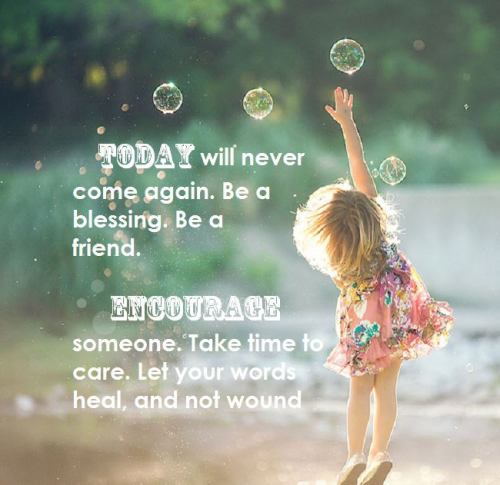 TODAY will never
come again. Be a
blessing. Be a
friend.
ENCOURAGE
someone. Take time to
care. Let your words
heal, and not wound